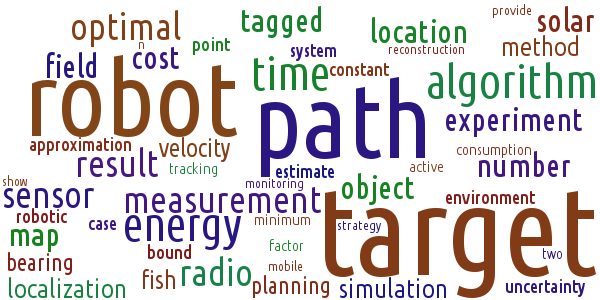 provide
optimal
tagged
location
solar
point
n
system
reconstruction
method
field
cost
robot
time
constant
algorithm
path
experiment
approximation
velocity
result
tracking
estimate
active
consumption
number
show
sensor
monitoring
object
measurement
target
environment
robotic
case
energy
minimum
strategy
map
bound
factor
two
bearing
fish
radio
mobile
planning
localization
simulation
uncertainty